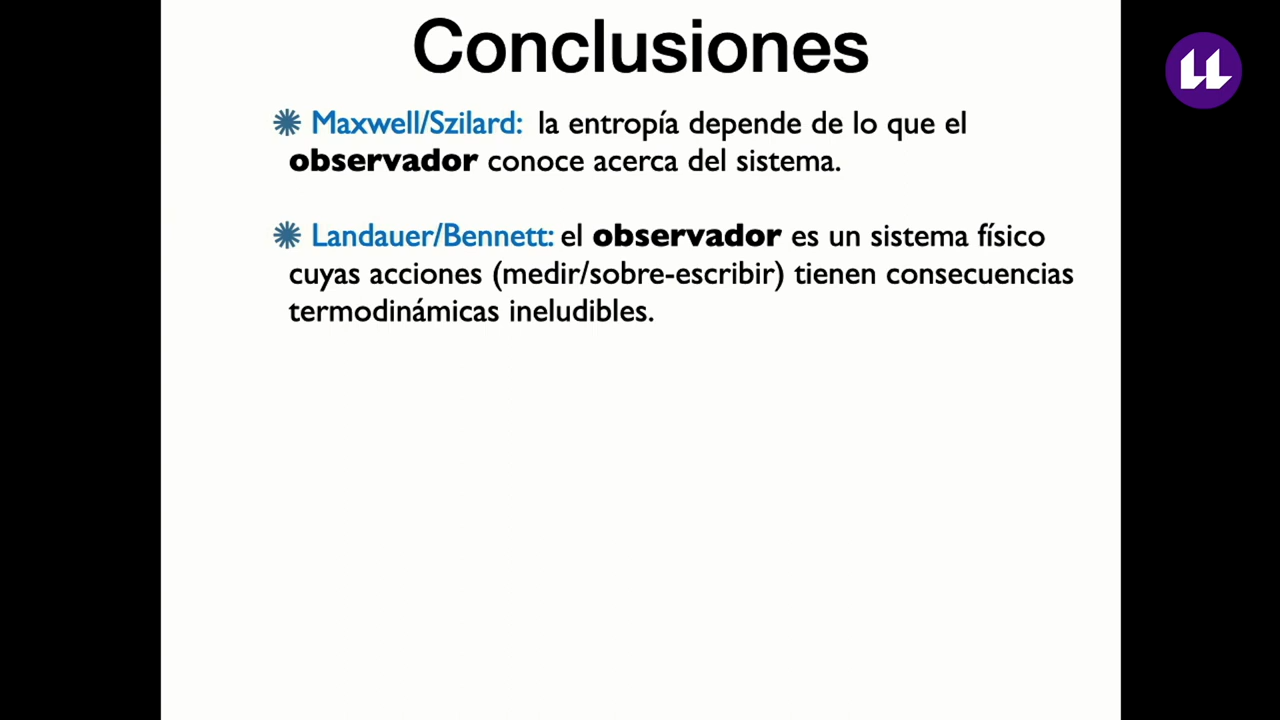 Conclusiones
Maxwell/Szilard: la entropía depende de lo que el
observador conoce acerca del sistema.
Landauer/Bennett: el observador es un sistema físico
cuyas acciones (medir/sobre-escribir) tienen consecuencias
termodinámicas ineludibles.